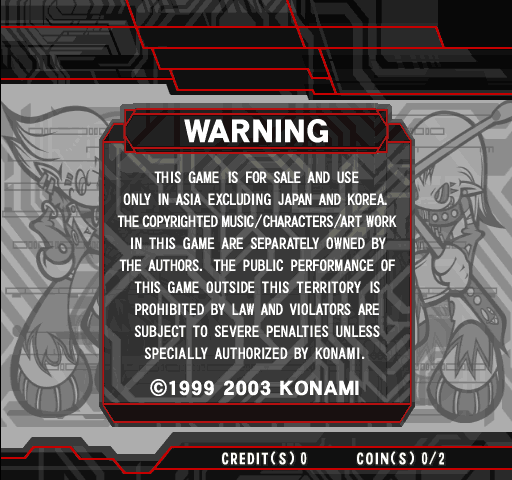 WARNING
THIS GAME IS FOR SALE AND USE
ONLY IN ASIA EXCLUDING JAPAN AND KOREA.
THE COPYRIGHTED MUSIC/CHARACTERS/ART WORK
IN THIS GAME ARE SEPARATELY OWNED BY
THE AUTHORS. THE PUBLIC PERFORMANCE OF
THIS GAME OUTSIDE THIS TERRITORY IS
PROHIBITED BY LAW AND VIOLATORS ARE
SUBJECT TO SEVERE PENALTIES UNLESS
SPECIALLY AUTHORIZED BY KONAMI.
©1999 2003 KONAMI
CREDIT(S) 0 COIN(S) 0/2